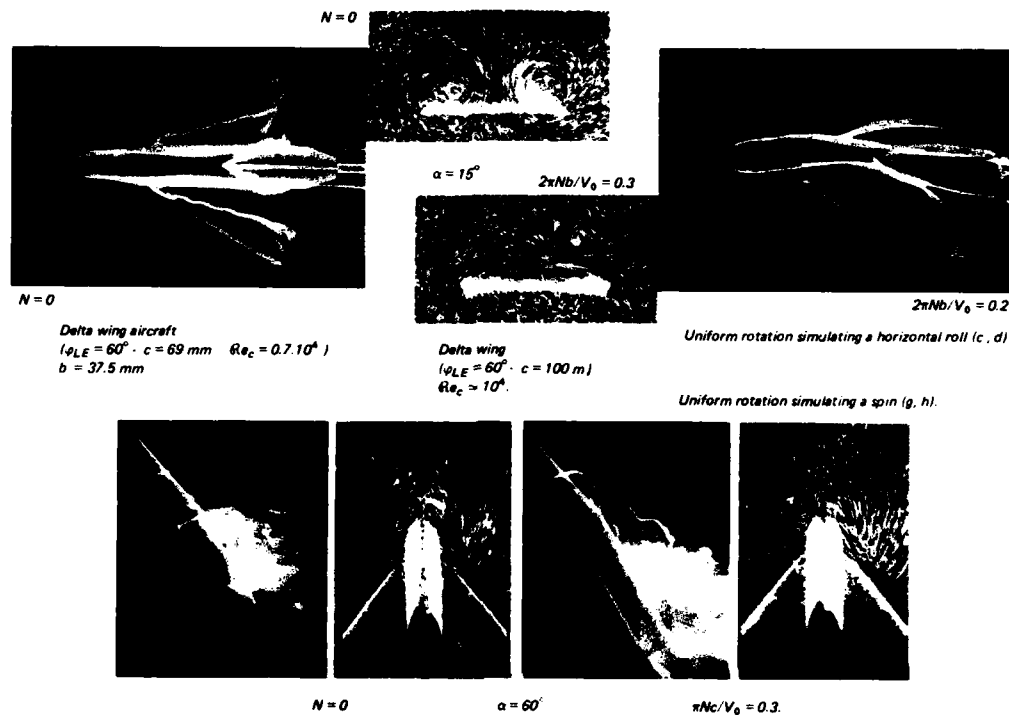 N = 0
α = 15°
2πNb/V₀ = 0.3
N = 0
2πNb/V₀ = 0.2
Delta wing aircraft
(φLE = 60° · c = 69 mm ℛec = 0.7.10⁴)
b = 37.5 mm
Delta wing
(φLE = 60° · c = 100 m)
ℛec ≃ 10⁴.
Uniform rotation simulating a horizontal roll (c, d)
Uniform rotation simulating a spin (g, h).
N = 0
α = 60°
πNc/V₀ = 0.3.